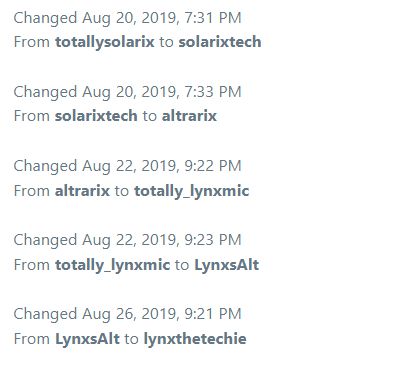 Changed Aug 20, 2019, 7:31 PM
From totallysolarix to solarixtech
Changed Aug 20, 2019, 7:33 PM
From solarixtech to altrarix
Changed Aug 22, 2019, 9:22 PM
From altrarix to totally_lynxmic
Changed Aug 22, 2019, 9:23 PM
From totally_lynxmic to LynxsAlt
Changed Aug 26, 2019, 9:21 PM
From LynxsAlt to lynxthetechie